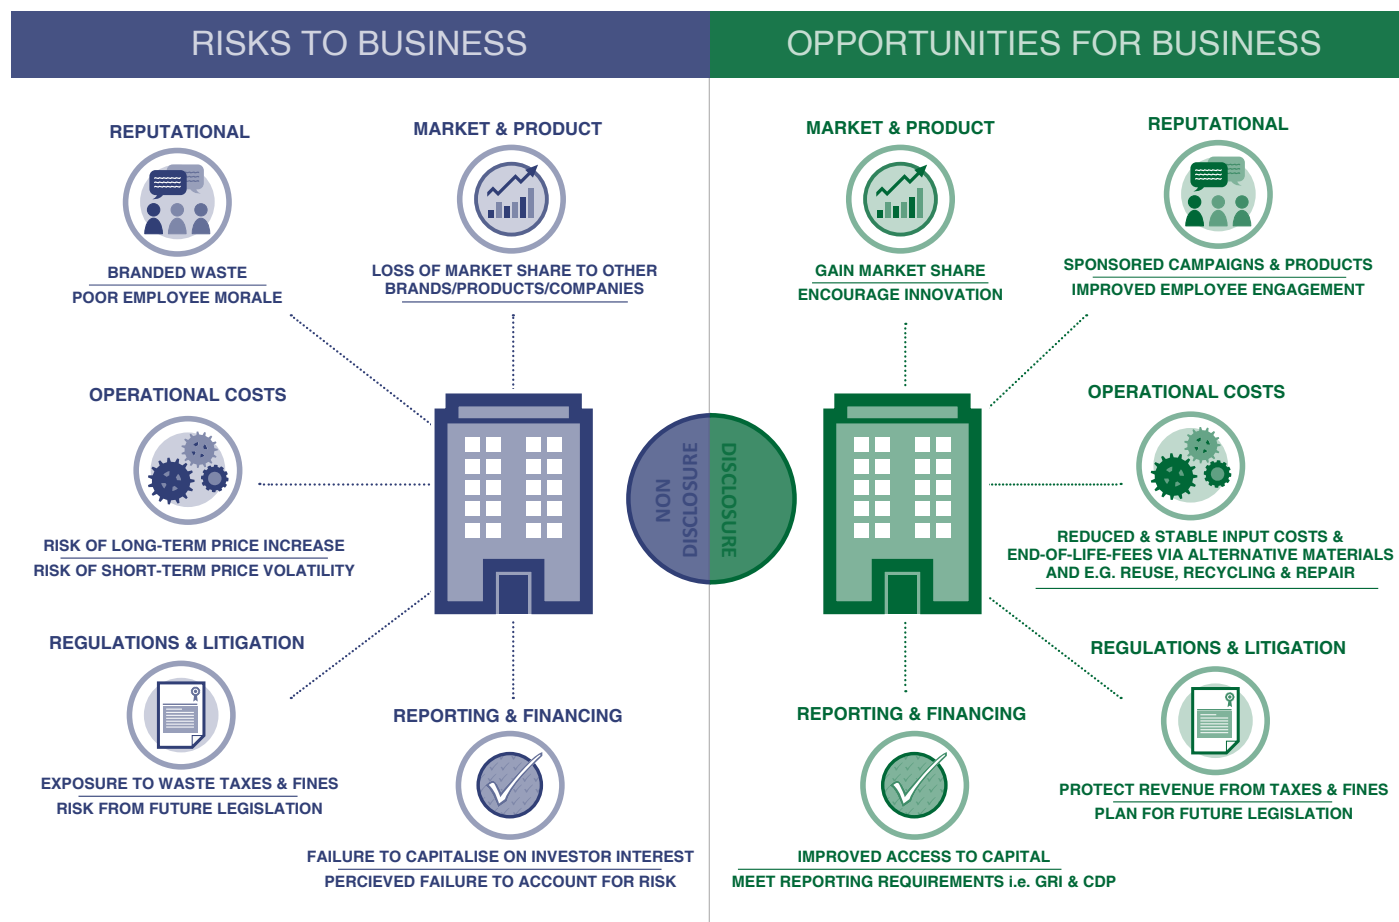 RISKS TO BUSINESS
REPUTATIONAL
BRANDED WASTE
POOR EMPLOYEE MORALE
MARKET & PRODUCT
LOSS OF MARKET SHARE TO OTHER
BRANDS/PRODUCTS/COMPANIES
OPERATIONAL COSTS
RISK OF LONG-TERM PRICE INCREASE
RISK OF SHORT-TERM PRICE VOLATILITY
REGULATIONS & LITIGATION
EXPOSURE TO WASTE TAXES & FINES
RISK FROM FUTURE LEGISLATION
REPORTING & FINANCING
FAILURE TO CAPITALISE ON INVESTOR INTEREST
PERCIEVED FAILURE TO ACCOUNT FOR RISK
NON
DISCLOSURE
DISCLOSURE
OPPORTUNITIES FOR BUSINESS
MARKET & PRODUCT
GAIN MARKET SHARE
ENCOURAGE INNOVATION
REPUTATIONAL
SPONSORED CAMPAIGNS & PRODUCTS
IMPROVED EMPLOYEE ENGAGEMENT
OPERATIONAL COSTS
REDUCED & STABLE INPUT COSTS &
END-OF-LIFE-FEES VIA ALTERNATIVE MATERIALS
AND E.G. REUSE, RECYCLING & REPAIR
REGULATIONS & LITIGATION
PROTECT REVENUE FROM TAXES & FINES
PLAN FOR FUTURE LEGISLATION
REPORTING & FINANCING
IMPROVED ACCESS TO CAPITAL
MEET REPORTING REQUIREMENTS i.e. GRI & CDP